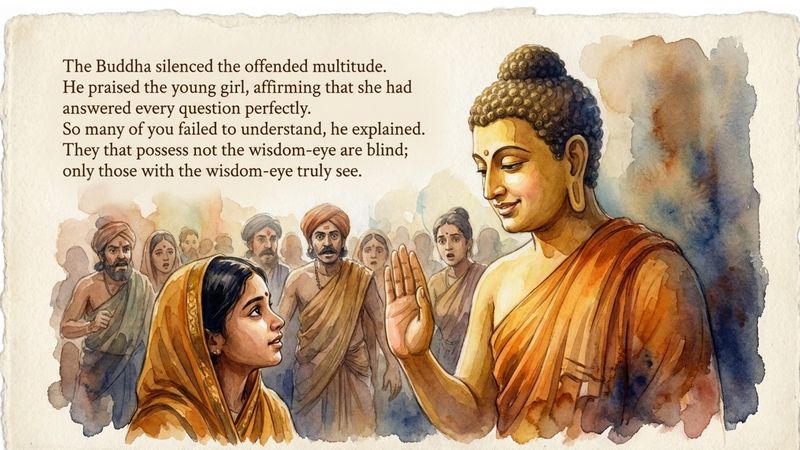 The Buddha silenced the offended multitude.
He praised the young girl, affirming that she had
answered every question perfectly.
So many of you failed to understand, he explained.
They that possess not the wisdom-eye are blind;
only those with the wisdom-eye truly see.